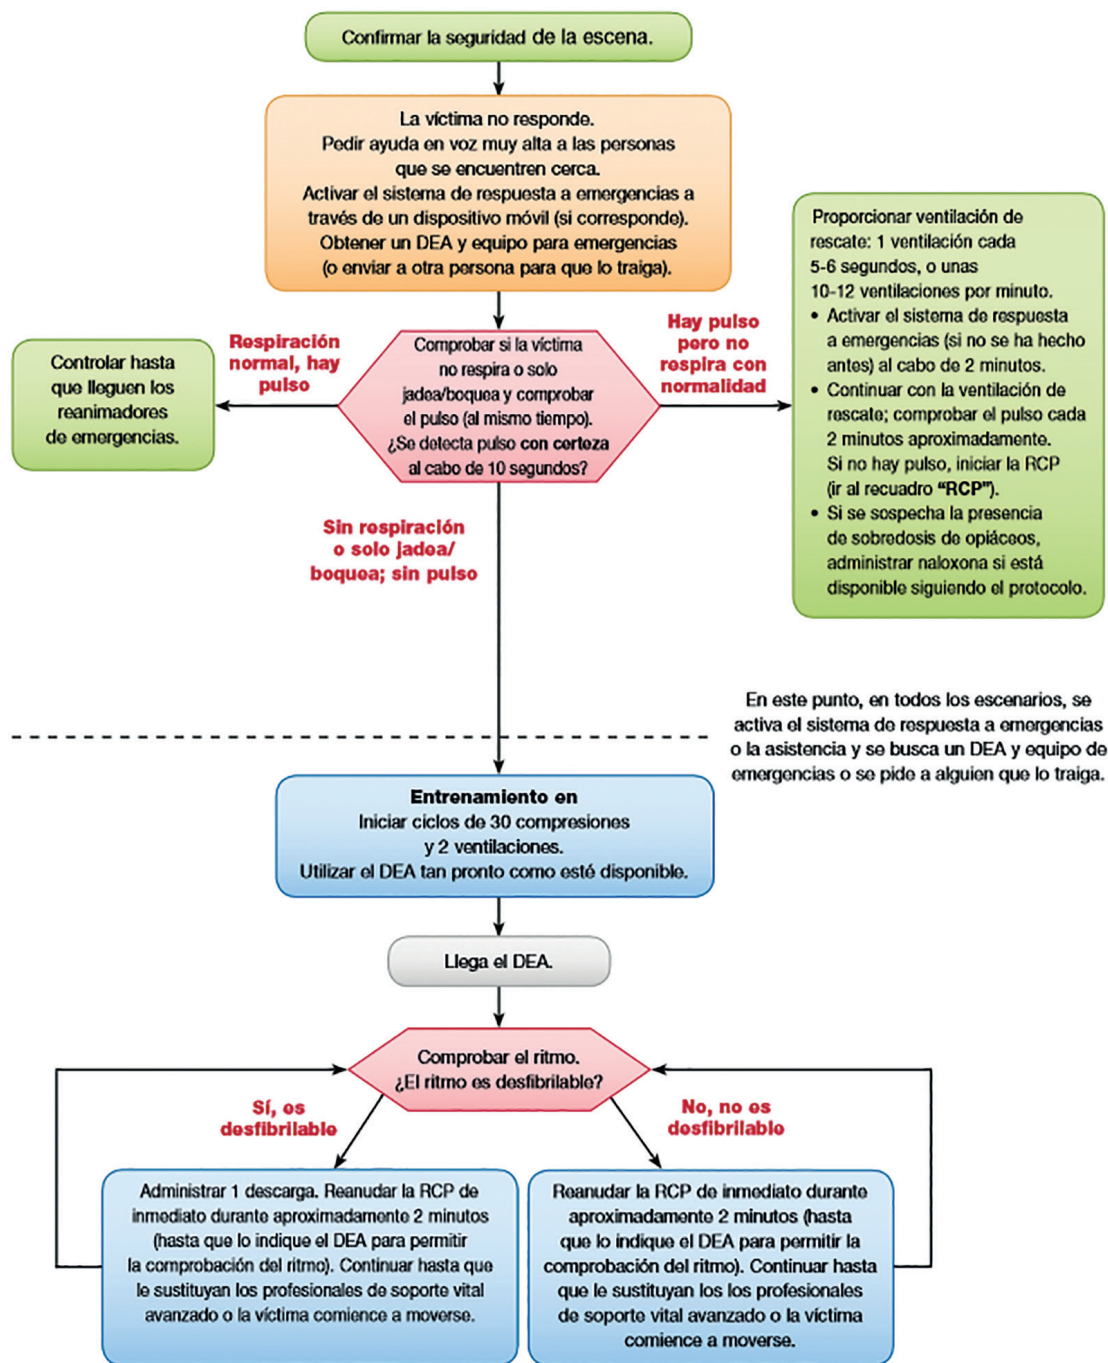 Confirmar la seguridad de la escena.
La víctima no responde.
Pedir ayuda en voz muy alta a las personas
que se encuentren cerca.
Activar el sistema de respuesta a emergencias a
través de un dispositivo móvil (si corresponde).
Obtener un DEA y equipo para emergencias
(o enviar a otra persona para que lo traiga).
Respiración
normal, hay
pulso
Controlar hasta
que lleguen los
reanimadores
de emergencias.
Comprobar si la víctima
no respira o solo
jadea/boquea y comprobar
el pulso (al mismo tiempo).
¿Se detecta pulso con certeza
al cabo de 10 segundos?
Hay pulso
pero no
respira con
normalidad
Proporcionar ventilación de
rescate: 1 ventilación cada
5-6 segundos, o unas
10-12 ventilaciones por minuto.
• Activar el sistema de respuesta
a emergencias (si no se ha hecho
antes) al cabo de 2 minutos.
• Continuar con la ventilación de
rescate; comprobar el pulso cada
2 minutos aproximadamente.
Si no hay pulso, iniciar la RCP
(ir al recuadro “RCP”).
• Si se sospecha la presencia
de sobredosis de opiáceos,
administrar naloxona si está
disponible siguiendo el protocolo.
Sin respiración
o solo jadea/
boquea; sin pulso
En este punto, en todos los escenarios, se
activa el sistema de respuesta a emergencias
o la asistencia y se busca un DEA y equipo de
emergencias o se pide a alguien que lo traiga.
Entrenamiento en
Iniciar ciclos de 30 compresiones
y 2 ventilaciones.
Utilizar el DEA tan pronto como esté disponible.
Llega el DEA.
Comprobar el ritmo.
¿El ritmo es desfibrilable?
Sí, es
desfibrilable
No, no es
desfibrilable
Administrar 1 descarga. Reanudar la RCP de
inmediato durante aproximadamente 2 minutos
(hasta que lo indique el DEA para permitir
la comprobación del ritmo). Continuar hasta que
le sustituyan los profesionales de soporte vital
avanzado o la víctima comience a moverse.
Reanudar la RCP de inmediato durante
aproximadamente 2 minutos (hasta
que lo indique el DEA para permitir la
comprobación del ritmo). Continuar hasta
que le sustituyan los los profesionales
de soporte vital avanzado o la víctima
comience a moverse.